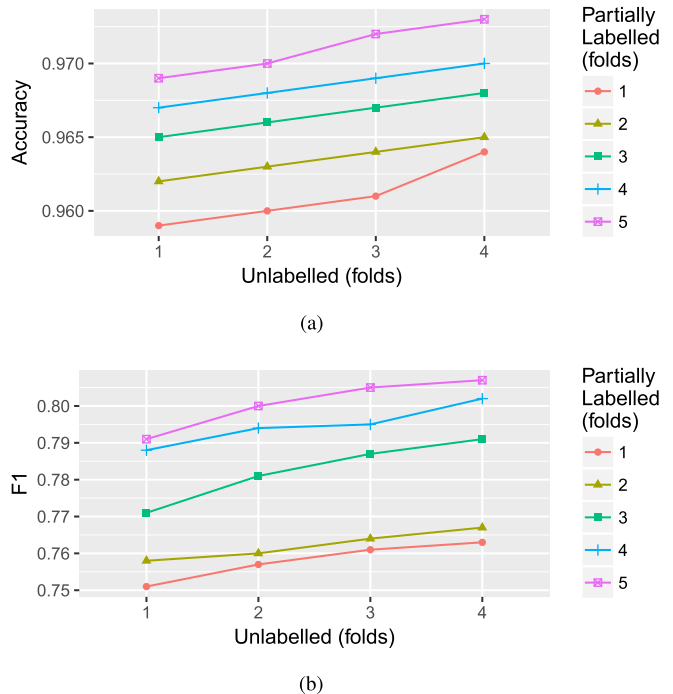 Partially
Labelled
(folds)
1
2
3
4
5
0.970
0.965
0.960
Accuracy
1 2 3 4
Unlabelled (folds)
(a)
Partially
Labelled
(folds)
1
2
3
4
5
0.80
0.79
0.78
0.77
0.76
0.75
F1
1 2 3 4
Unlabelled (folds)
(b)